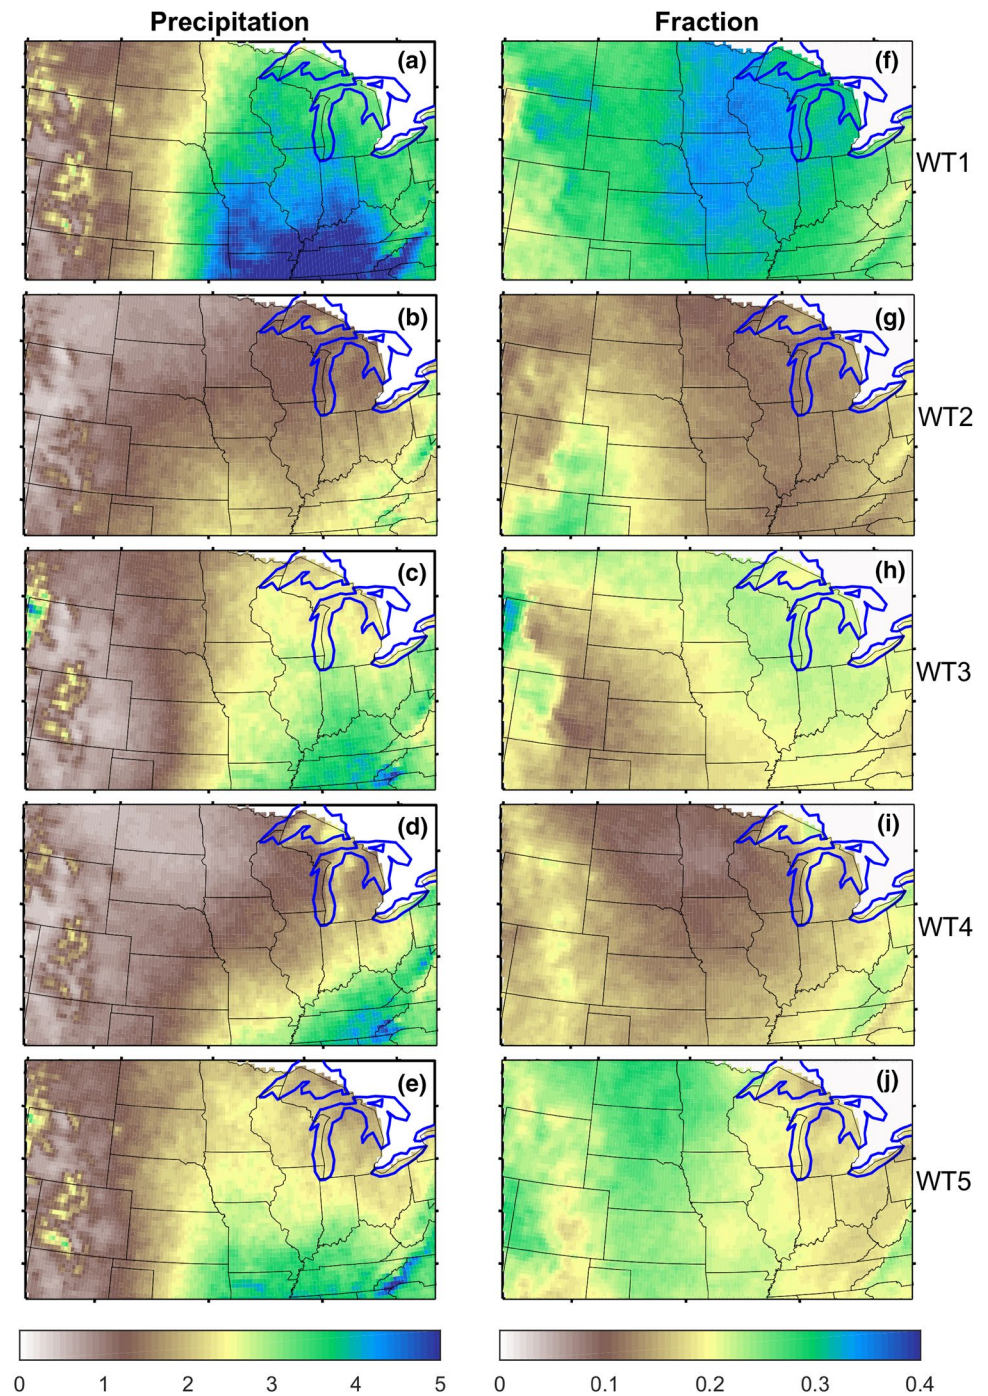 Precipitation Fraction
(a) (f) WT1
(b) (g) WT2
(c) (h) WT3
(d) (i) WT4
(e) (j) WT5
0 1 2 3 4 5 0 0.1 0.2 0.3 0.4